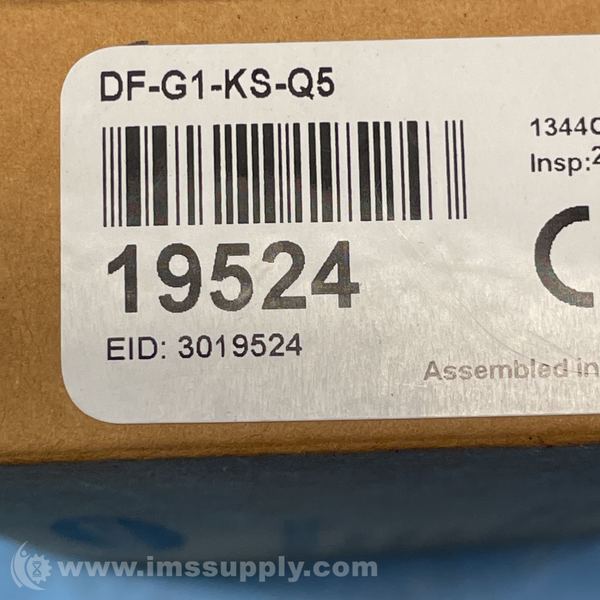 DF-G1-KS-Q5
1344C
Insp:2
19524
EID: 3019524
Assembled in
www.imssupply.com